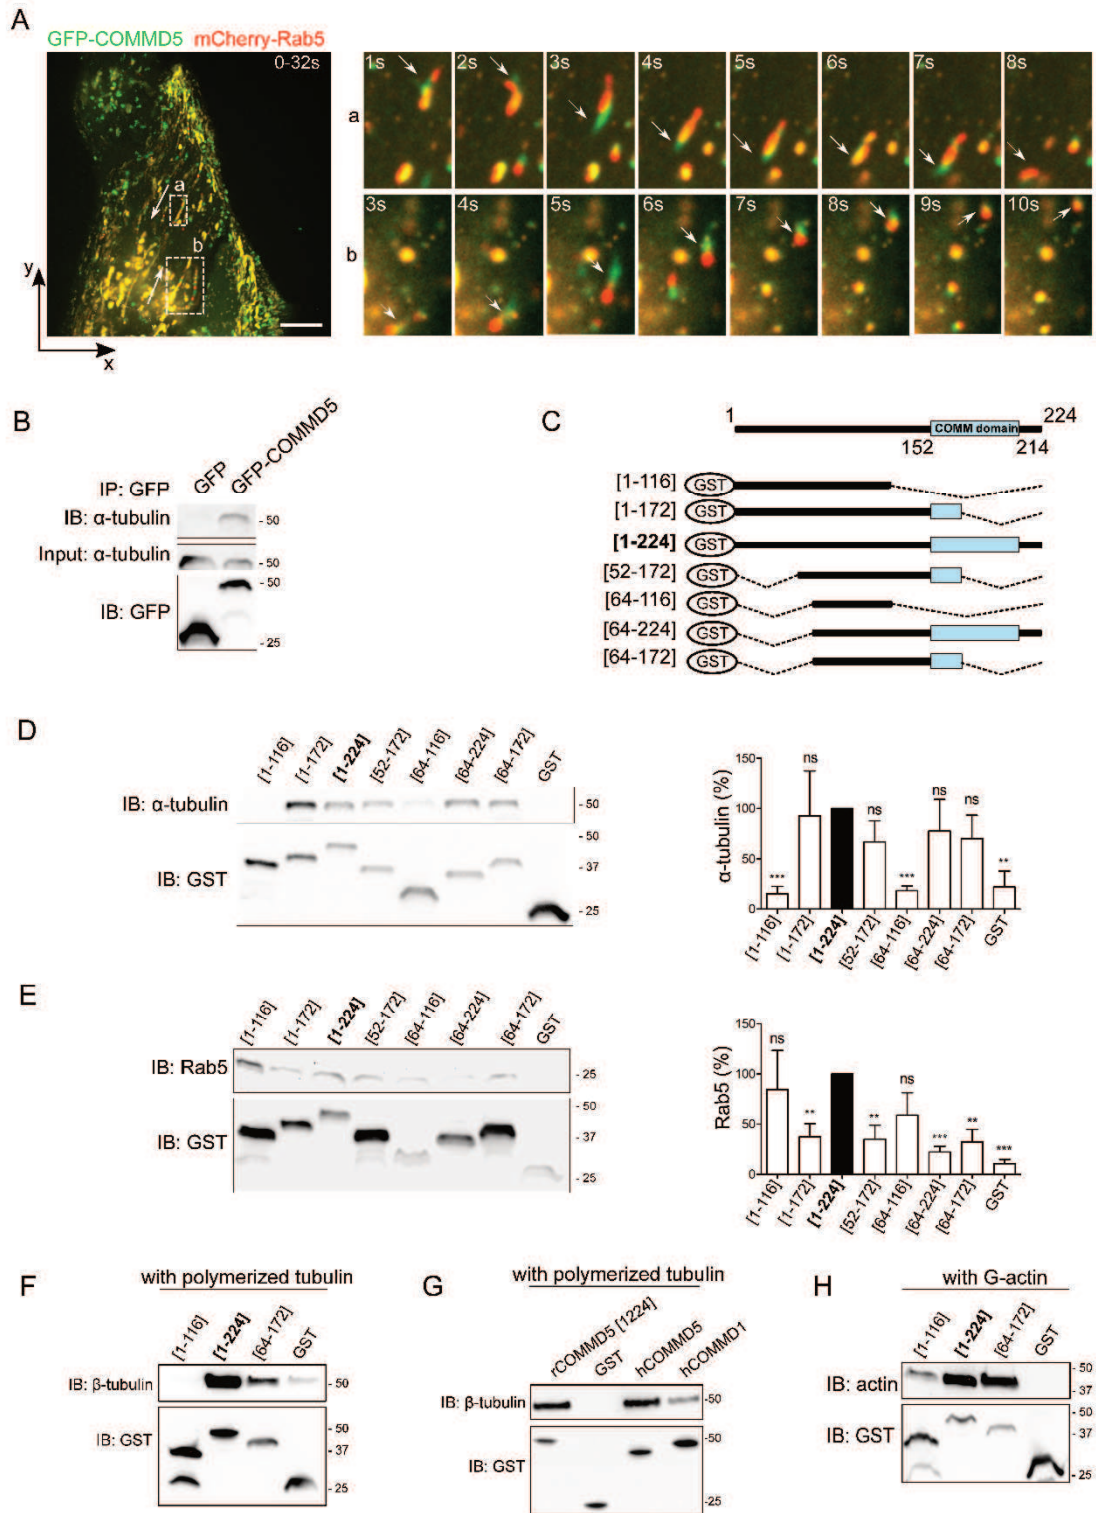 A
GFP-COMMD5 mCherry-Rab5
0-32s
a
b
y
x
a
1s 2s 3s 4s 5s 6s 7s 8s
b
3s 4s 5s 6s 7s 8s 9s 10s
B
IP: GFP GFP GFP-COMMD5
IB: α-tubulin - 50
Input: α-tubulin - 50
IB: GFP - 50
- 25
C
1 224
COMM domain
152 214
[1-116] GST
[1-172] GST
[1-224] GST
[52-172] GST
[64-116] GST
[64-224] GST
[64-172] GST
D
[1-116] [1-172] [1-224] [52-172] [64-116] [64-224] [64-172] GST
IB: α-tubulin - 50
IB: GST - 50
- 37
- 25
α-tubulin (%)
150
100
50
0
*** ns ns *** ns ns **
[1-116] [1-172] [1-224] [52-172] [64-116] [64-224] [64-172] GST
E
[1-116] [1-172] [1-224] [52-172] [64-116] [64-224] [64-172] GST
IB: Rab5 - 25
IB: GST - 50
- 37
- 25
Rab5 (%)
150
100
50
0
ns ** ** ns *** ** ***
[1-116] [1-172] [1-224] [52-172] [64-116] [64-224] [64-172] GST
F
with polymerized tubulin
[1-116] [1-224] [64-172] GST
IB: β-tubulin - 50
IB: GST - 50
- 37
- 25
G
with polymerized tubulin
rCOMMD5 [1224] GST hCOMMD5 hCOMMD1
IB: β-tubulin - 50
IB: GST - 50
- 25
H
with G-actin
[1-116] [1-224] [64-172] GST
IB: actin - 50
- 37
IB: GST - 50
- 37
- 25